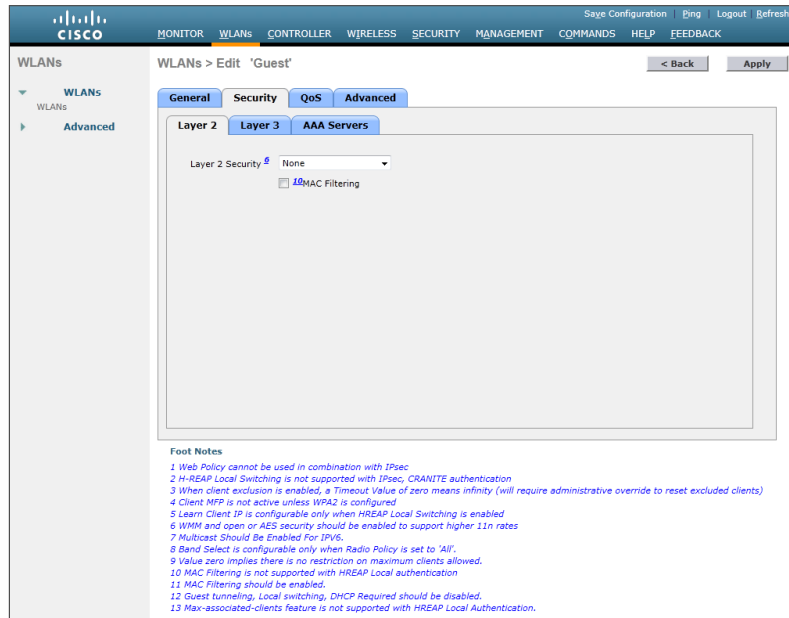 Save Configuration | Ping | Logout | Refresh
CISCO
MONITOR WLANs CONTROLLER WIRELESS SECURITY MANAGEMENT COMMANDS HELP FEEDBACK
WLANs
WLANs > Edit 'Guest'
< Back
Apply
WLANs
WLANs
Advanced
General Security QoS Advanced
Layer 2 Layer 3 AAA Servers
Layer 2 Security 6 None
10MAC Filtering
Foot Notes
1 Web Policy cannot be used in combination with IPsec
2 H-REAP Local Switching is not supported with IPsec, CRANITE authentication
3 When client exclusion is enabled, a Timeout Value of zero means infinity (will require administrative override to reset excluded clients)
4 Client MFP is not active unless WPA2 is configured
5 Learn Client IP is configurable only when HREAP Local Switching is enabled
6 WMM and open or AES security should be enabled to support higher 11n rates
7 Multicast Should Be Enabled For IPV6.
8 Band Select is configurable only when Radio Policy is set to 'All'.
9 Value zero implies there is no restriction on maximum clients allowed.
10 MAC Filtering is not supported with HREAP Local authentication
11 MAC Filtering should be enabled.
12 Guest tunneling, Local switching, DHCP Required should be disabled.
13 Max-associated-clients feature is not supported with HREAP Local Authentication.